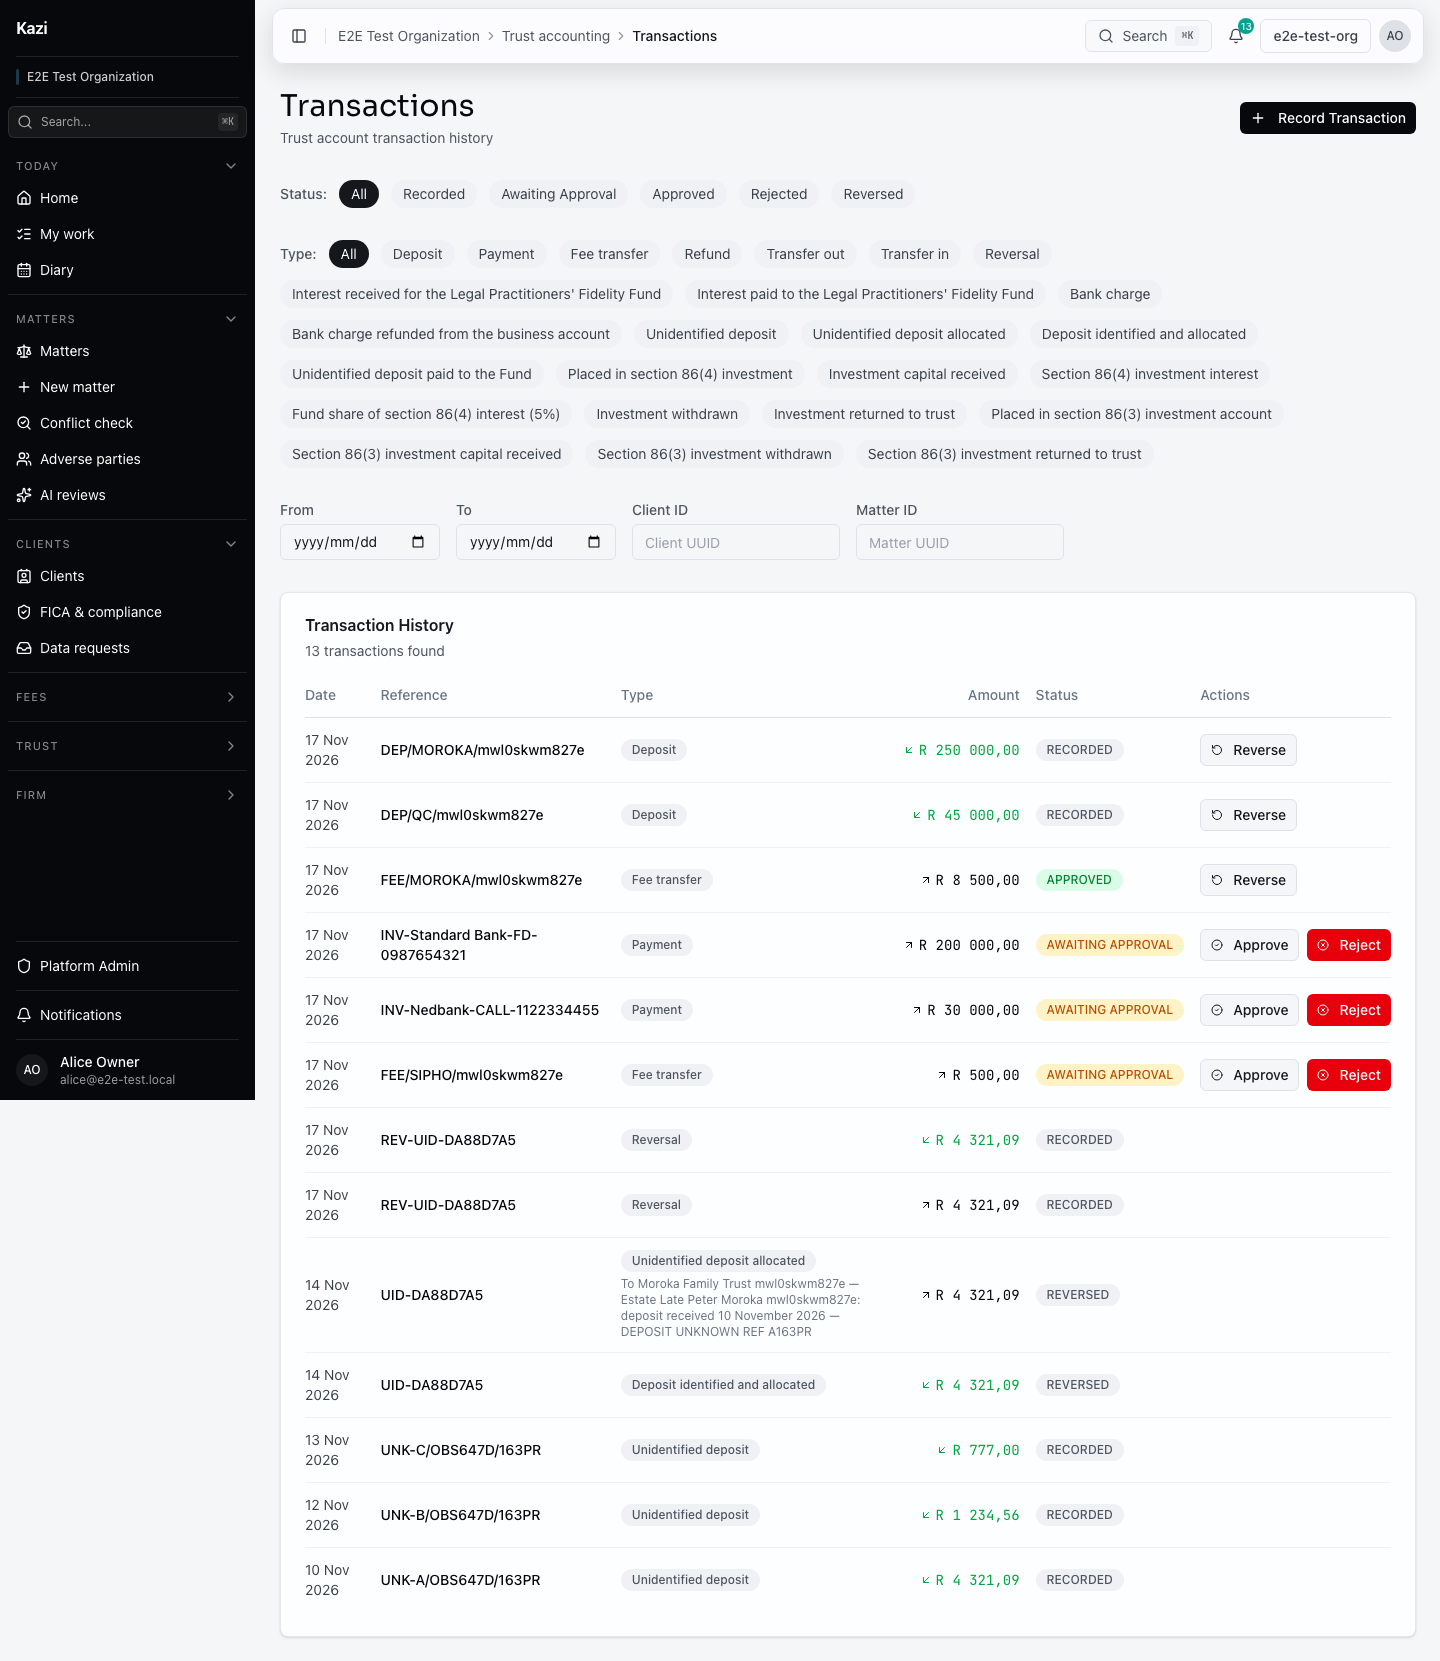 Kazi
E2E Test Organization
Search...
⌘K
TODAY
Home
My work
Diary
MATTERS
Matters
New matter
Conflict check
Adverse parties
AI reviews
CLIENTS
Clients
FICA & compliance
Data requests
FEES
TRUST
FIRM
Platform Admin
Notifications
AO
Alice Owner
alice@e2e-test.local
E2E Test Organization > Trust accounting > Transactions
Search ⌘K
13
e2e-test-org
AO
Transactions
Trust account transaction history
Record Transaction
Status: All Recorded Awaiting Approval Approved Rejected Reversed
Type: All Deposit Payment Fee transfer Refund Transfer out Transfer in Reversal
Interest received for the Legal Practitioners' Fidelity Fund Interest paid to the Legal Practitioners' Fidelity Fund Bank charge
Bank charge refunded from the business account Unidentified deposit Unidentified deposit allocated Deposit identified and allocated
Unidentified deposit paid to the Fund Placed in section 86(4) investment Investment capital received Section 86(4) investment interest
Fund share of section 86(4) interest (5%) Investment withdrawn Investment returned to trust Placed in section 86(3) investment account
Section 86(3) investment capital received Section 86(3) investment withdrawn Section 86(3) investment returned to trust
From To Client ID Matter ID
yyyy/mm/dd yyyy/mm/dd Client UUID Matter UUID
Transaction History
13 transactions found
Date Reference Type Amount Status Actions
17 Nov
2026
DEP/MOROKA/mwl0skwm827e Deposit R 250 000,00 RECORDED Reverse
17 Nov
2026
DEP/QC/mwl0skwm827e Deposit R 45 000,00 RECORDED Reverse
17 Nov
2026
FEE/MOROKA/mwl0skwm827e Fee transfer R 8 500,00 APPROVED Reverse
17 Nov
2026
INV-Standard Bank-FD-
0987654321
Payment R 200 000,00 AWAITING APPROVAL Approve Reject
17 Nov
2026
INV-Nedbank-CALL-1122334455 Payment R 30 000,00 AWAITING APPROVAL Approve Reject
17 Nov
2026
FEE/SIPHO/mwl0skwm827e Fee transfer R 500,00 AWAITING APPROVAL Approve Reject
17 Nov
2026
REV-UID-DA88D7A5 Reversal R 4 321,09 RECORDED
17 Nov
2026
REV-UID-DA88D7A5 Reversal R 4 321,09 RECORDED
14 Nov
2026
UID-DA88D7A5
Unidentified deposit allocated
To Moroka Family Trust mwl0skwm827e —
Estate Late Peter Moroka mwl0skwm827e:
deposit received 10 November 2026 —
DEPOSIT UNKNOWN REF A163PR
R 4 321,09 REVERSED
14 Nov
2026
UID-DA88D7A5 Deposit identified and allocated R 4 321,09 REVERSED
13 Nov
2026
UNK-C/OBS647D/163PR Unidentified deposit R 777,00 RECORDED
12 Nov
2026
UNK-B/OBS647D/163PR Unidentified deposit R 1 234,56 RECORDED
10 Nov
2026
UNK-A/OBS647D/163PR Unidentified deposit R 4 321,09 RECORDED